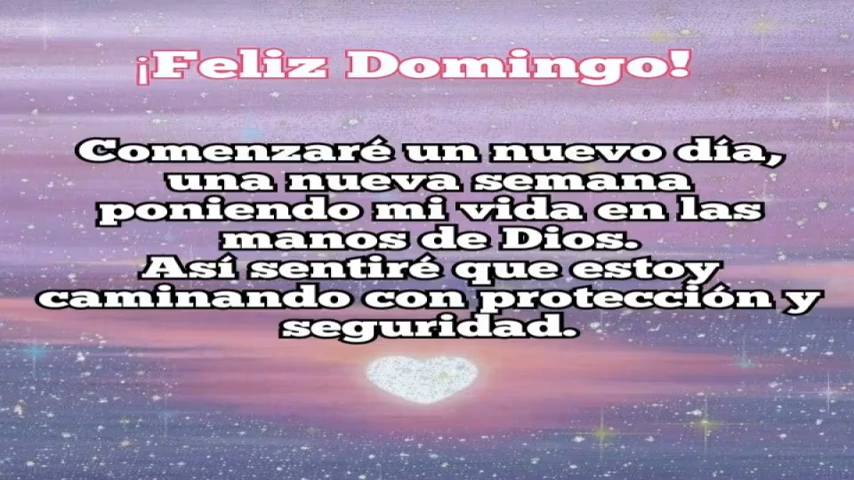 ¡Feliz Domingo!
Comenzaré un nuevo día,
una nueva semana
poniendo mi vida en las
manos de Dios.
Así sentiré que estoy
caminando con protección y
seguridad.